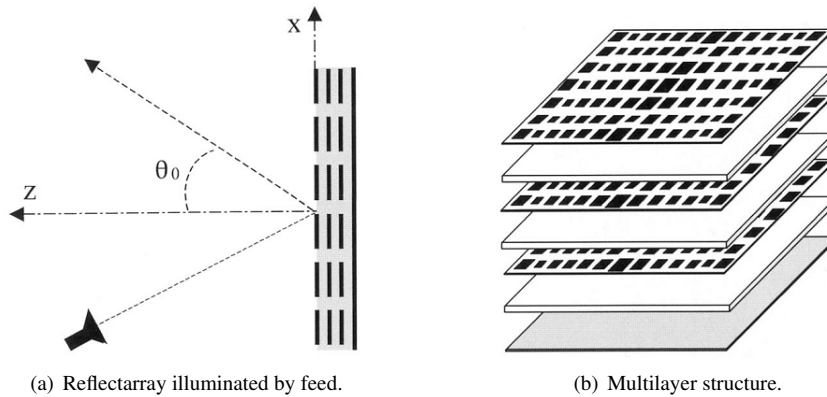 X
θ0
Z
(a) Reflectarray illuminated by feed.
(b) Multilayer structure.